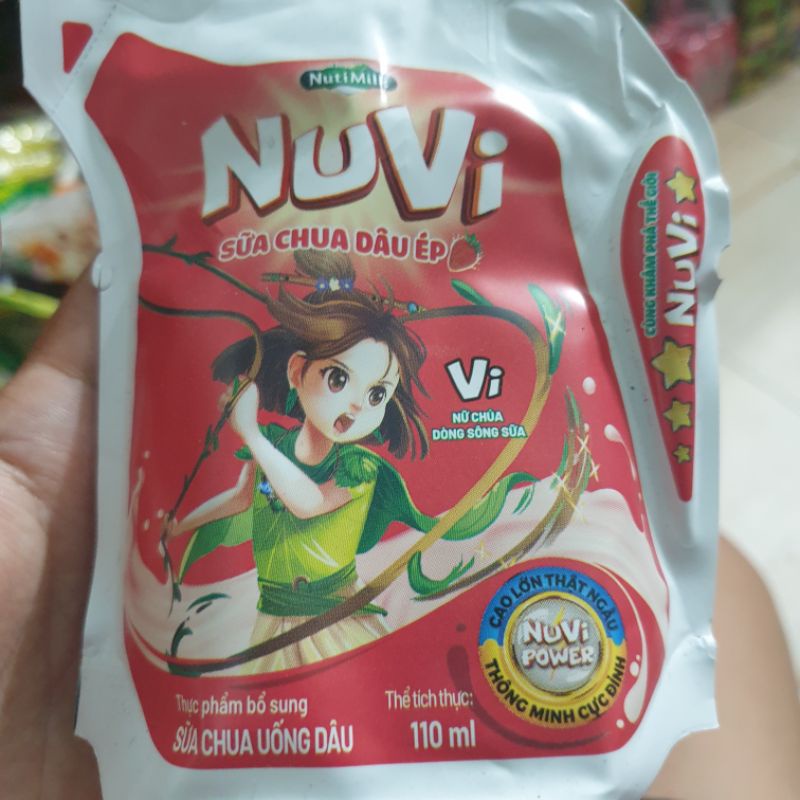 NutiMilk
NUVi
SỮA CHUA DÂU ÉP
CÙNG KHÁM PHÁ THẾ GIỚI
NUVi
Vi
NỮ CHÚA
DÒNG SÔNG SỮA
CAO LỚN THẬT NGẦU
NUVi
POWER
THÔNG MINH CỰC ĐỈNH
Thực phẩm bổ sung
SỮA CHUA UỐNG DÂU
Thể tích thực:
110 ml